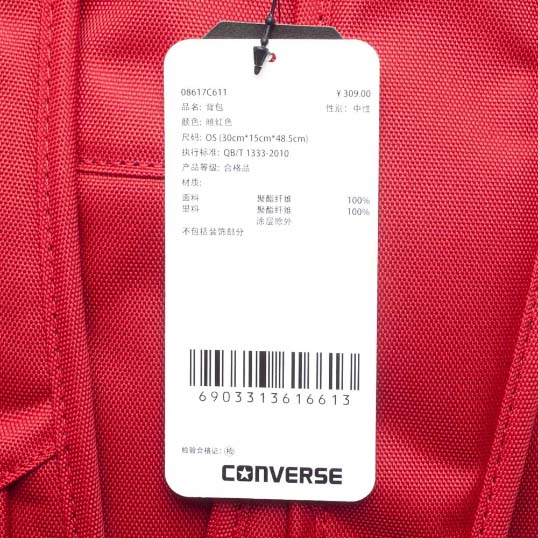 08617C611 ¥ 309.00
品名: 背包 性别: 中性
颜色: 暗红色
尺码: OS (30cm*15cm*48.5cm)
执行标准: QB/T 1333-2010
产品等级: 合格品
材质:
面料 聚酯纤维 100%
里料 聚酯纤维 100%
涂层除外
不包括装饰部分
6903313616613
检验合格证: 检
CONVERSE